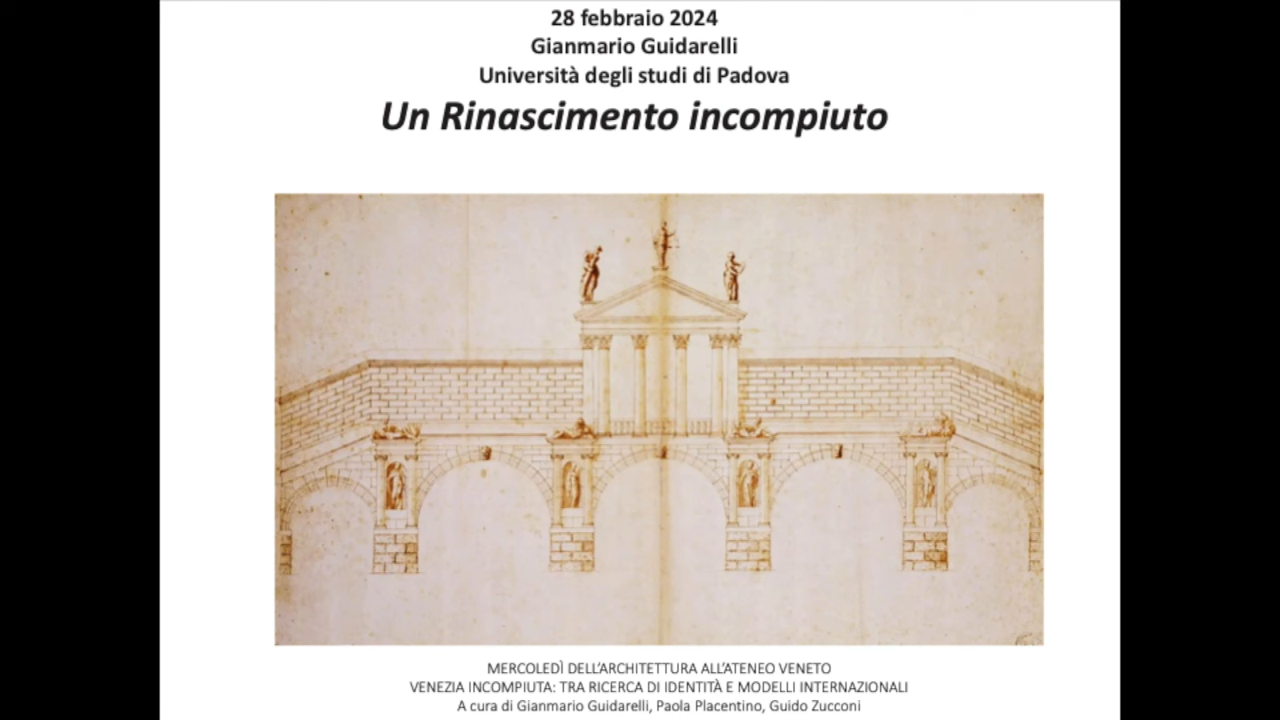 28 febbraio 2024
Gianmario Guidarelli
Università degli studi di Padova
Un Rinascimento incompiuto
MERCOLEDÌ DELL'ARCHITETTURA ALL'ATENEO VENETO
VENEZIA INCOMPIUTA: TRA RICERCA DI IDENTITÀ E MODELLI INTERNAZIONALI
A cura di Gianmario Guidarelli, Paola Placentino, Guido Zucconi